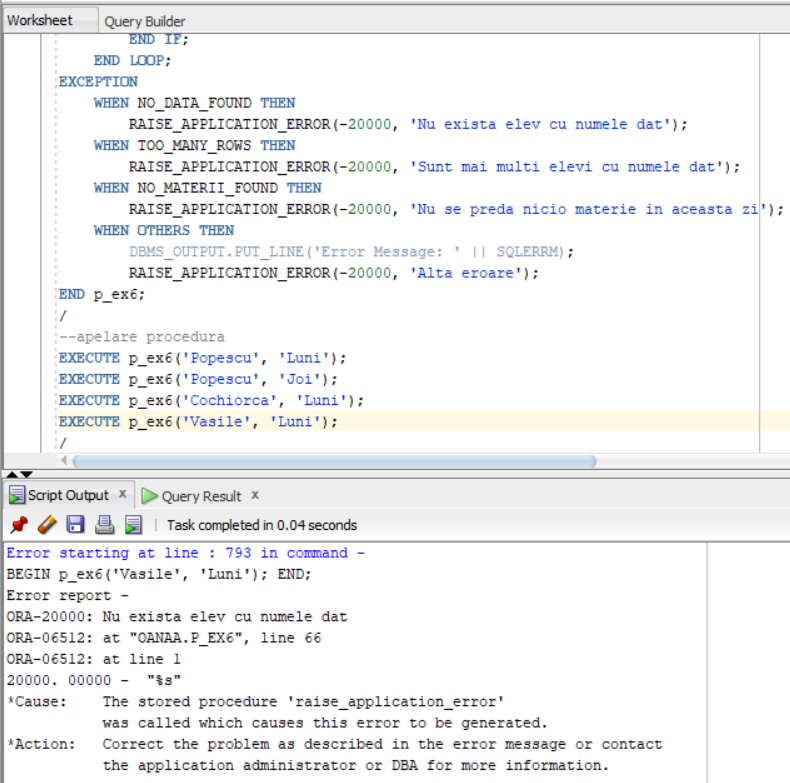 Worksheet Query Builder
END IF;
END LOOP;
EXCEPTION
WHEN NO_DATA_FOUND THEN
RAISE_APPLICATION_ERROR(-20000, 'Nu exista elev cu numele dat');
WHEN TOO_MANY_ROWS THEN
RAISE_APPLICATION_ERROR(-20000, 'Sunt mai multi elevi cu numele dat');
WHEN NO_MATERII_FOUND THEN
RAISE_APPLICATION_ERROR(-20000, 'Nu se preda nicio materie in aceasta zi');
WHEN OTHERS THEN
DBMS_OUTPUT.PUT_LINE('Error Message: ' || SQLERRM);
RAISE_APPLICATION_ERROR(-20000, 'Alta eroare');
END p_ex6;
/
--apelare procedura
EXECUTE p_ex6('Popescu', 'Luni');
EXECUTE p_ex6('Popescu', 'Joi');
EXECUTE p_ex6('Cochiorca', 'Luni');
EXECUTE p_ex6('Vasile', 'Luni');
/
Script Output x Query Result x
Task completed in 0.04 seconds
Error starting at line : 793 in command -
BEGIN p_ex6('Vasile', 'Luni'); END;
Error report -
ORA-20000: Nu exista elev cu numele dat
ORA-06512: at "OANAA.P_EX6", line 66
ORA-06512: at line 1
20000. 00000 - "%s"
*Cause: The stored procedure 'raise_application_error'
was called which causes this error to be generated.
*Action: Correct the problem as described in the error message or contact
the application administrator or DBA for more information.